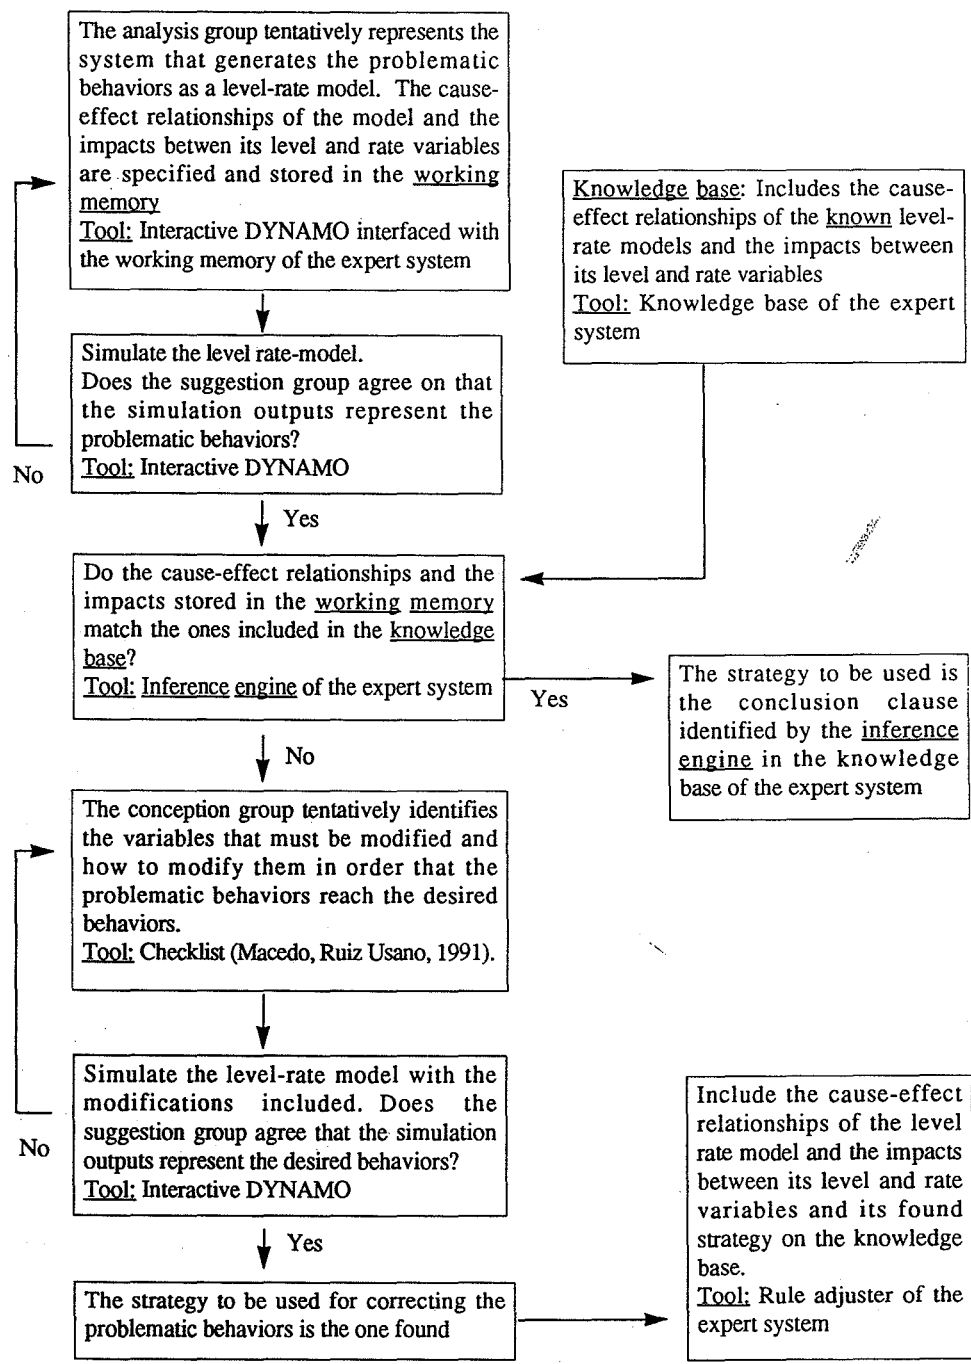 The analysis group tentatively represents the
system that generates the problematic
behaviors as a level-rate model. The cause-
effect relationships of the model and the
impacts betwen its level and rate variables
are specified and stored in the working
memory
Tool: Interactive DYNAMO interfaced with
the working memory of the expert system
Knowledge base: Includes the cause-
effect relationships of the known level-
rate models and the impacts between
its level and rate variables
Tool: Knowledge base of the expert
system
Simulate the level rate-model.
Does the suggestion group agree on that
the simulation outputs represent the
problematic behaviors?
Tool: Interactive DYNAMO
No
Yes
Do the cause-effect relationships and the
impacts stored in the working memory
match the ones included in the knowledge
base?
Tool: Inference engine of the expert system
Yes
The strategy to be used is
the conclusion clause
identified by the inference
engine in the knowledge
base of the expert system
No
The conception group tentatively identifies
the variables that must be modified and
how to modify them in order that the
problematic behaviors reach the desired
behaviors.
Tool: Checklist (Macedo, Ruiz Usano, 1991).
Simulate the level-rate model with the
modifications included. Does the
suggestion group agree that the simulation
outputs represent the desired behaviors?
Tool: Interactive DYNAMO
No
Yes
The strategy to be used for correcting the
problematic behaviors is the one found
Include the cause-effect
relationships of the level
rate model and the impacts
between its level and rate
variables and its found
strategy on the knowledge
base.
Tool: Rule adjuster of the
expert system